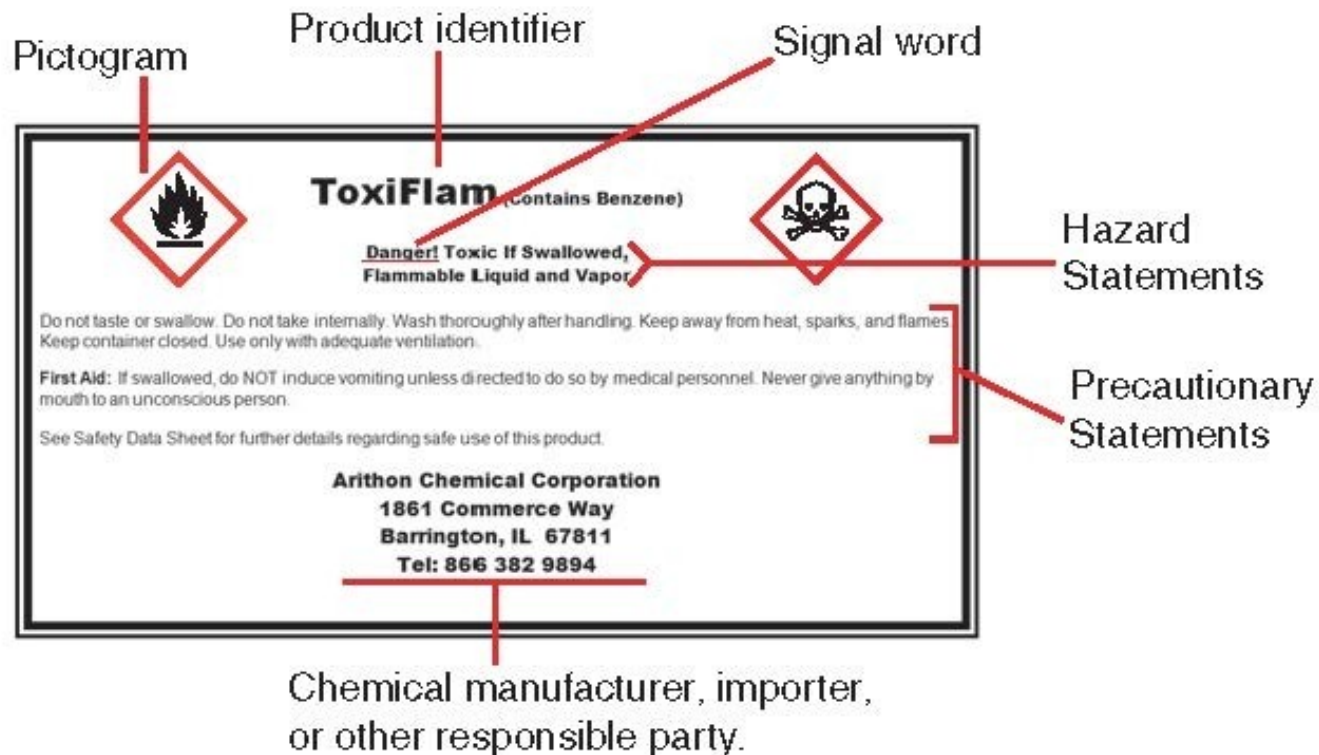 Product identifier
Signal word
Pictogram
ToxiFlam (Contains Benzene)
Danger! Toxic If Swallowed,
Flammable Liquid and Vapor
Hazard
Statements
Do not taste or swallow. Do not take internally. Wash thoroughly after handling. Keep away from heat, sparks, and flames.
Keep container closed. Use only with adequate ventilation.
First Aid: If swallowed, do NOT induce vomiting unless directed to do so by medical personnel. Never give anything by
mouth to an unconscious person.
See Safety Data Sheet for further details regarding safe use of this product.
Precautionary
Statements
Arithon Chemical Corporation
1861 Commerce Way
Barrington, IL 67811
Tel: 866 382 9894
Chemical manufacturer, importer,
or other responsible party.